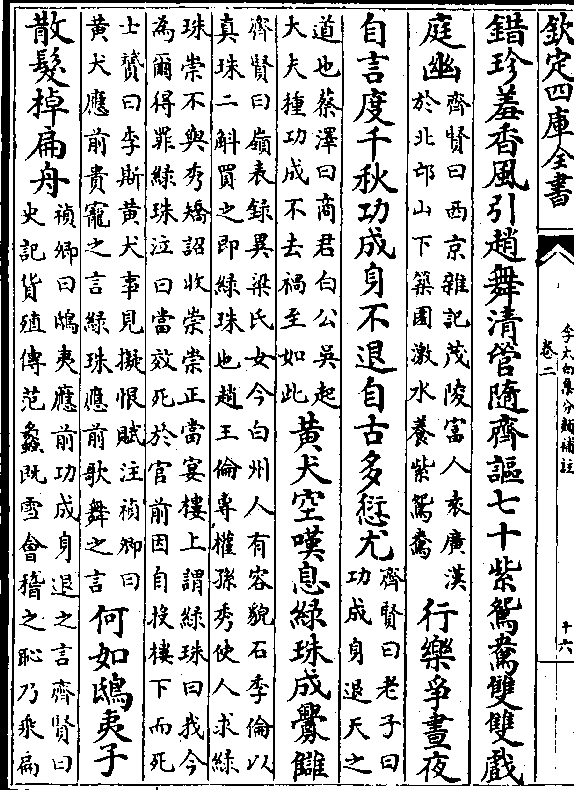 欽定四庫全書
李太白集分類補註
卷二
十六
錯珍羞香風引趙舞清管隨齊謳七十紫鴛鴦雙雙戲
庭幽
齊賢曰西京雜記茂陵富人袁廣漢
於北邙山下築園激水養紫鴛鴦
行樂爭晝夜
自言度千秋功成身不退自古多愆尤
齊賢曰老子曰
功成身退天之
道也蔡澤曰商君白公吳起
大夫種功成不去禍至如此
黃犬空嘆息綠珠成舋讎
齊賢曰嶺表錄異梁氏女今白州人有容貌石季倫以
真珠二斛買之即綠珠也趙王倫專權孫秀使人求綠
珠崇不與秀矯詔收崇崇正當宴樓上謂綠珠曰我今
為爾得罪綠珠泣曰當效死於官前因自投樓下而死
士贇曰李斯黃犬事見擬恨賦注禎卿曰
黃犬應前貴寵之言綠珠應前歌舞之言
何如鴟夷子
散髮棹扁舟
禎卿曰鴟夷應前功成身退之言齊賢曰
史記貨殖傳范蠡既雪會稽之恥乃乘扁